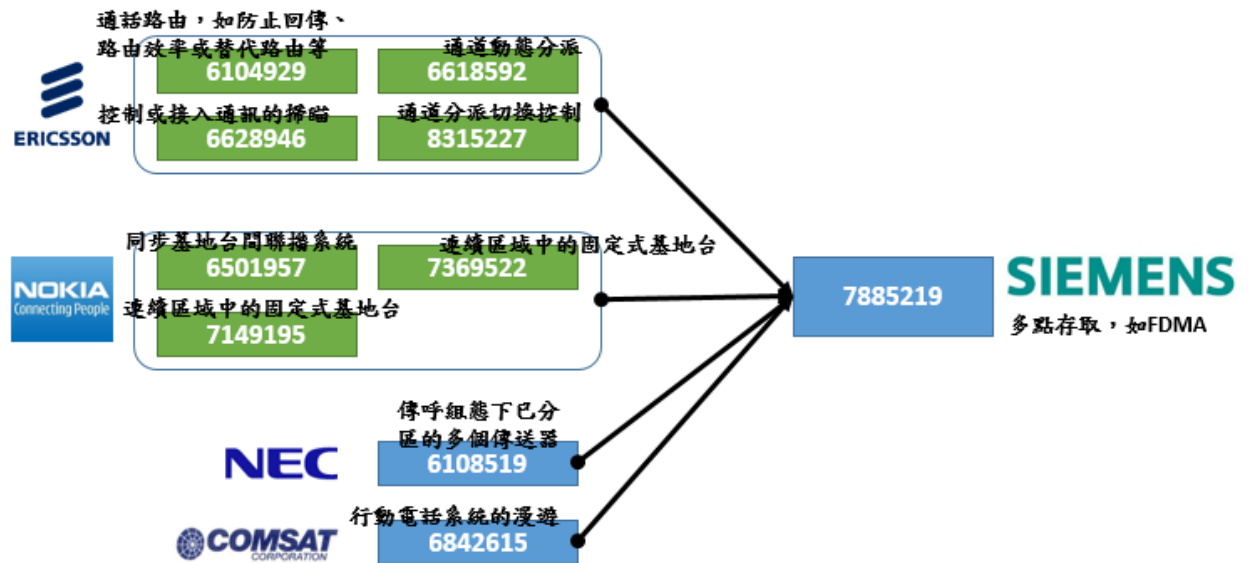 通話路由，如防止回傳、
路由效率或替代路由等
6104929
通道動態分派
6618592
控制或接入通訊的掃瞄
6628946
通道分派切換控制
8315227
ERICSSON
同步基地台間聯播系統
6501957
連續區域中的固定式基地台
7369522
連續區域中的固定式基地台
7149195
NOKIA
Connecting People
7885219
SIEMENS
多點存取，如FDMA
傳呼組態下已分
區的多個傳送器
NEC
6108519
行動電話系統的漫遊
COMSAT
CORPORATION
6842615